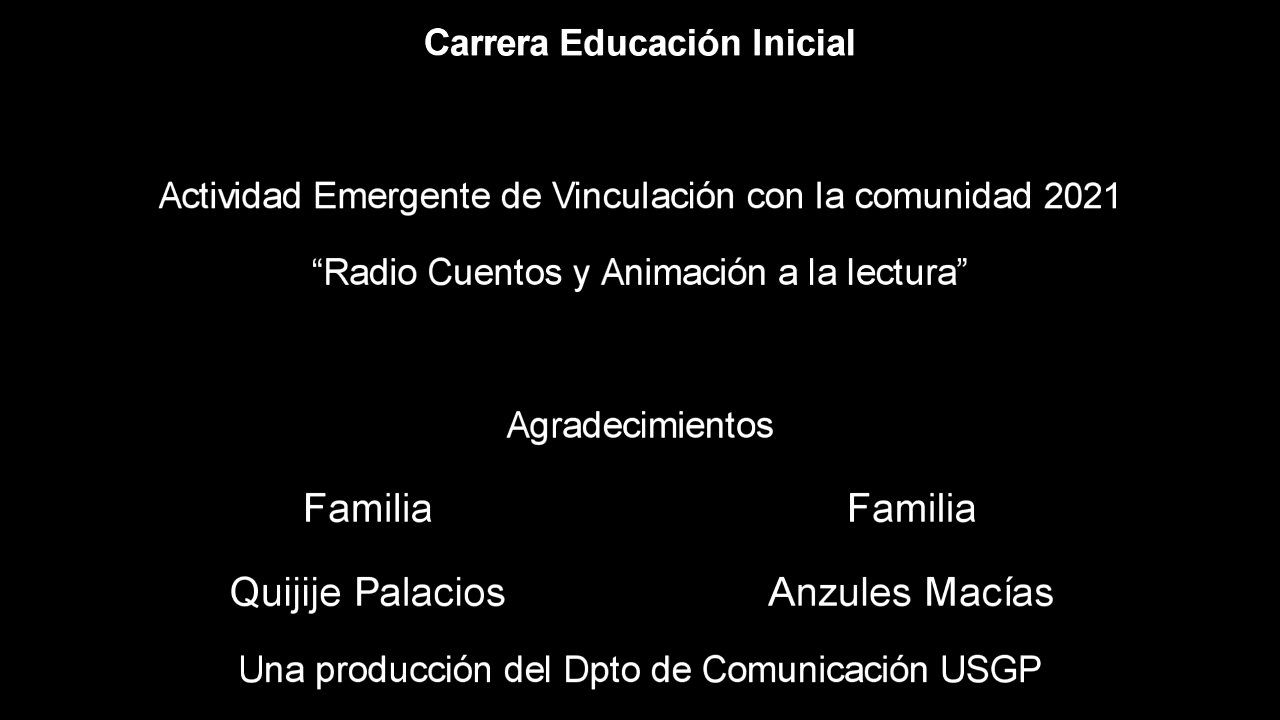 Carrera Educación Inicial
Actividad Emergente de Vinculación con la comunidad 2021
“Radio Cuentos y Animación a la lectura”
Agradecimientos
Familia Familia
Quijije Palacios Anzules Macías
Una producción del Dpto de Comunicación USGP